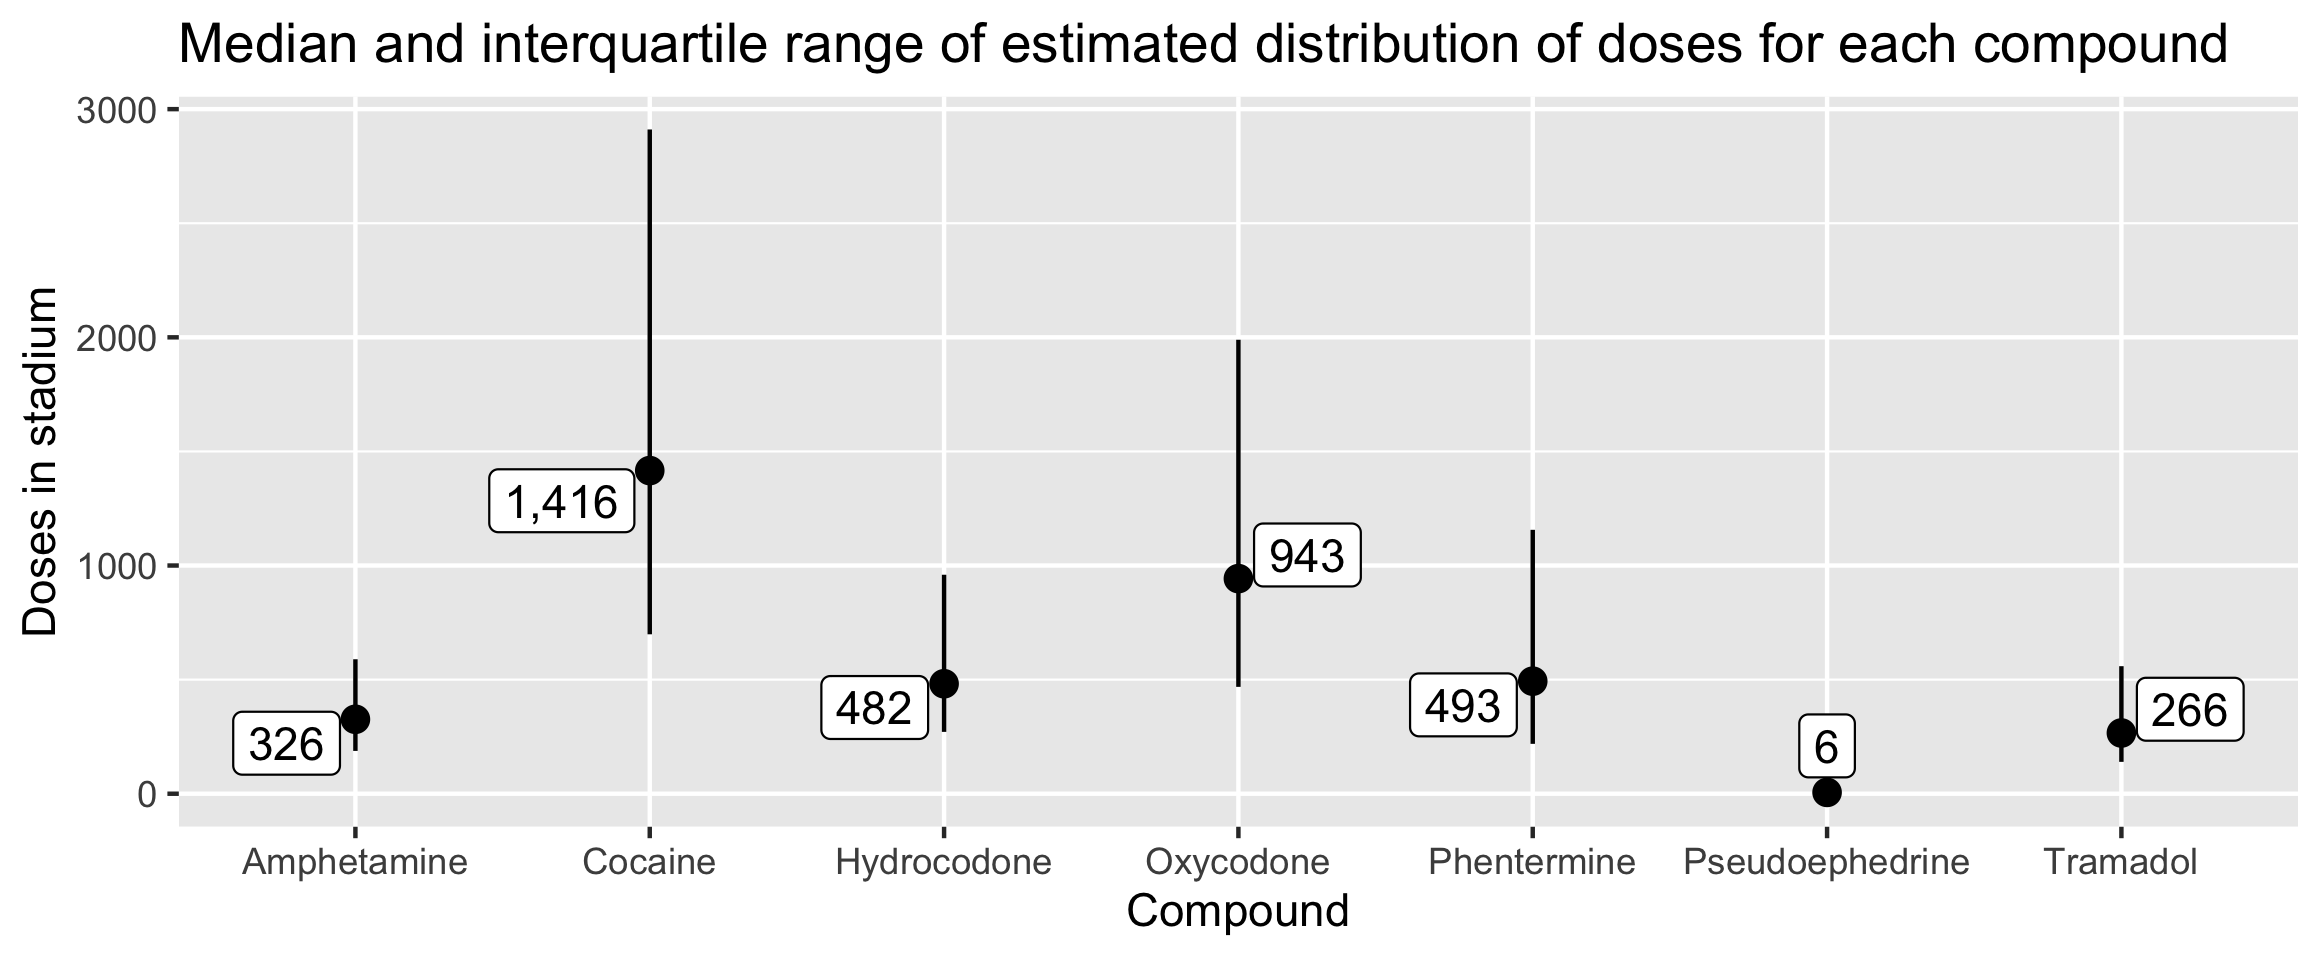 Median and interquartile range of estimated distribution of doses for each compound
Doses in stadium
3000
2000
1000
0
326
1,416
482
943
493
6
266
Amphetamine
Cocaine
Hydrocodone
Oxycodone
Phentermine
Pseudoephedrine
Tramadol
Compound